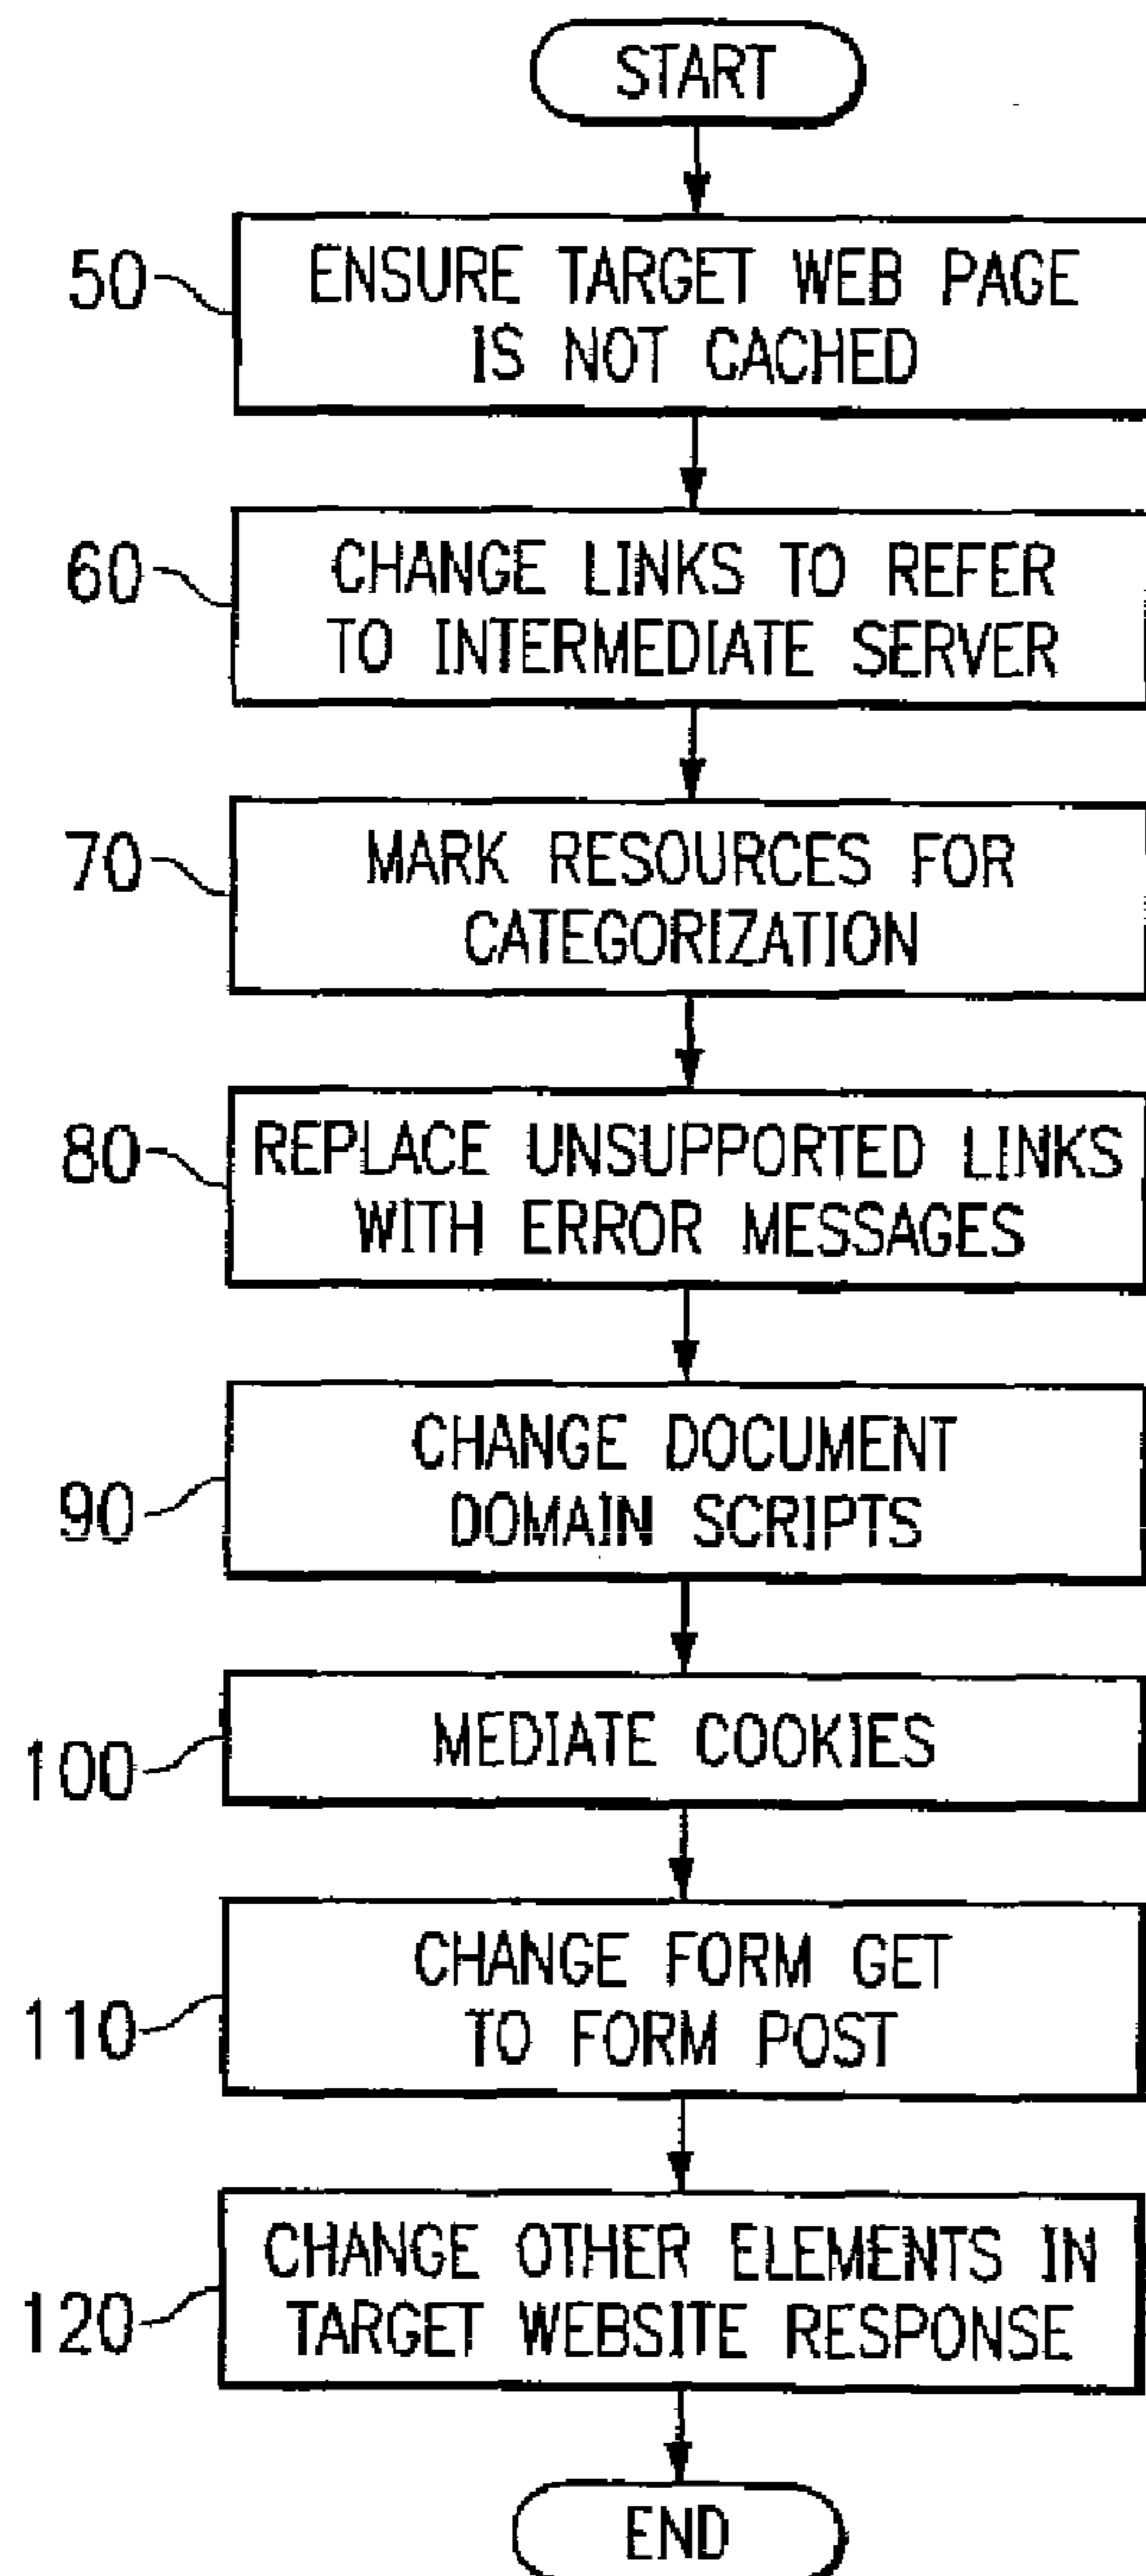 START
50
ENSURE TARGET WEB PAGE
IS NOT CACHED
60
CHANGE LINKS TO REFER
TO INTERMEDIATE SERVER
70
MARK RESOURCES FOR
CATEGORIZATION
80
REPLACE UNSUPPORTED LINKS
WITH ERROR MESSAGES
90
CHANGE DOCUMENT
DOMAIN SCRIPTS
100
MEDIATE COOKIES
110
CHANGE FORM GET
TO FORM POST
120
CHANGE OTHER ELEMENTS IN
TARGET WEBSITE RESPONSE
END